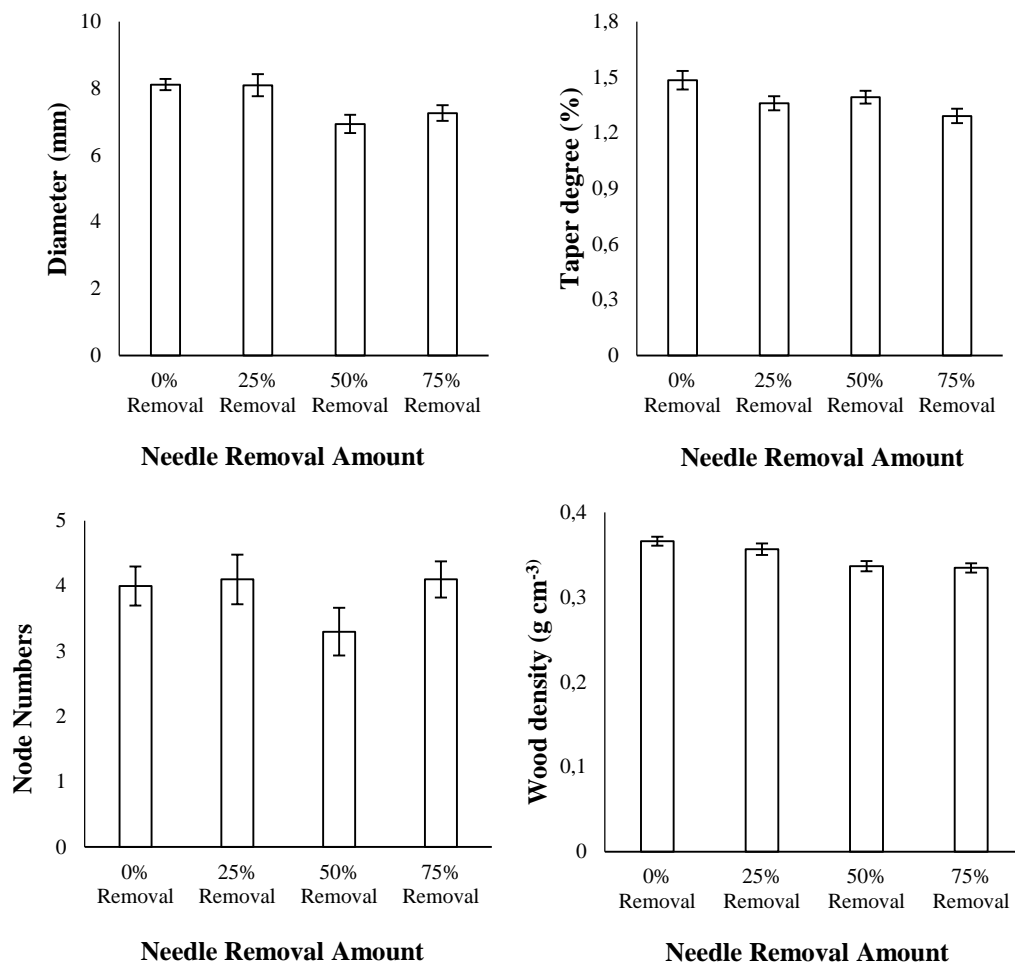 Diameter (mm)
10
8
6
4
2
0
0% 25% 50% 75%
Removal Removal Removal Removal
Needle Removal Amount
Taper degree (%)
1,8
1,5
1,2
0,9
0,6
0,3
0
0% 25% 50% 75%
Removal Removal Removal Removal
Needle Removal Amount
Node Numbers
5
4
3
2
1
0
0% 25% 50% 75%
Removal Removal Removal Removal
Needle Removal Amount
Wood density (g cm⁻³)
0,4
0,3
0,2
0,1
0
0% 25% 50% 75%
Removal Removal Removal Removal
Needle Removal Amount